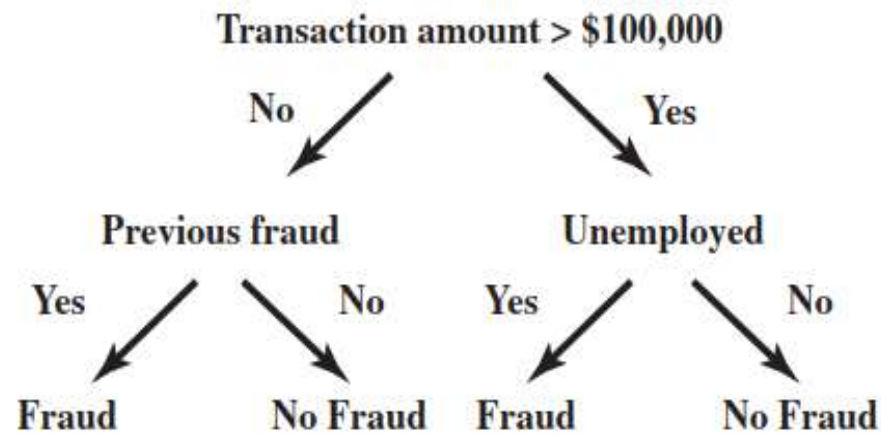 Transaction amount > $100,000
No
Yes
Previous fraud
Unemployed
Yes
No
Yes
No
Fraud
No Fraud
Fraud
No Fraud